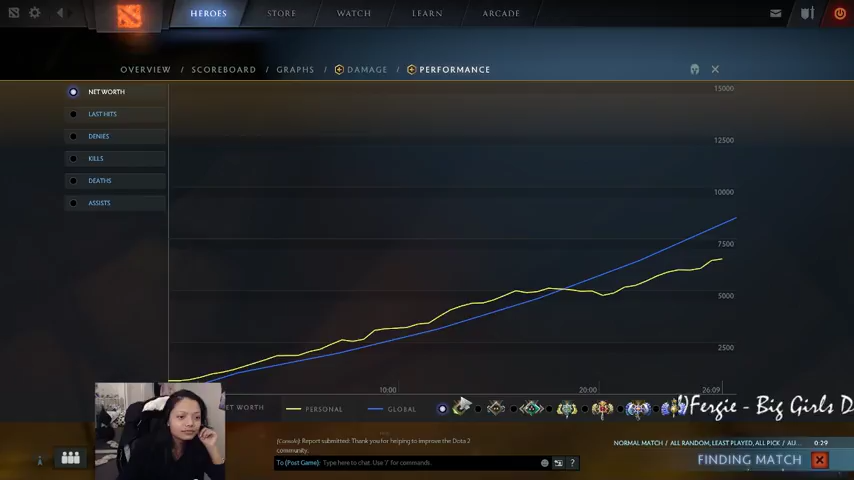 HEROES
STORE
WATCH
LEARN
ARCADE
OVERVIEW / SCOREBOARD / GRAPHS / DAMAGE / PERFORMANCE
NET WORTH
LAST HITS
DENIES
KILLS
DEATHS
ASSISTS
15000
12500
10000
7500
5000
2500
10:00
20:00
26:09
ET WORTH
PERSONAL
GLOBAL
Fergie - Big Girls D
[Console] Report submitted: Thank you for helping to improve the Dota 2
community.
To [Post Game]: Type here to chat. Use '/' for commands.
?
NORMAL MATCH / ALL RANDOM, LEAST PLAYED, ALL PICK / AU...
0:29
FINDING MATCH